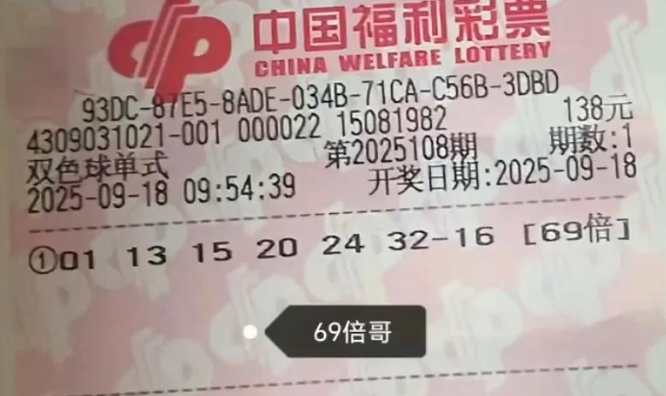 中国福利彩票
CHINA WELFARE LOTTERY
93DC-87E5-8ADE-034B-71CA-C56B-3DBD
4309031021-001 000022 15081982 138元
双色球单式 第2025108期 期数:1
2025-09-18 09:54:39 开奖日期:2025-09-18
①01 13 15 20 24 32-16 [69倍]
69倍哥